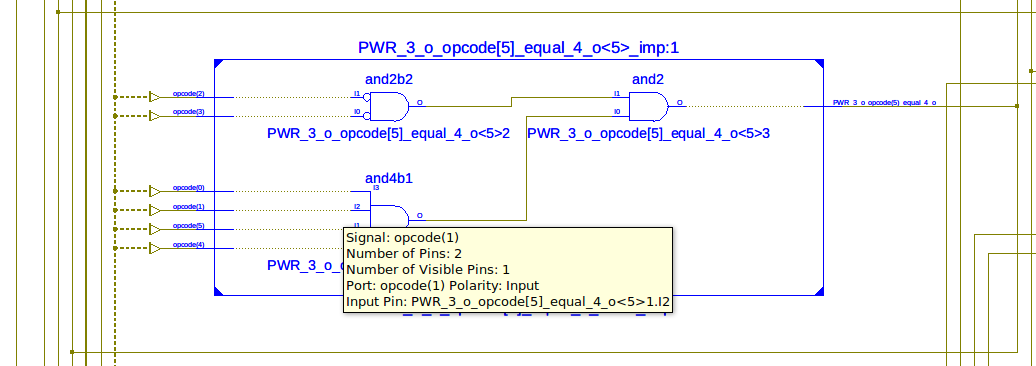 PWR_3_o_opcode[5]_equal_4_o<5>_imp:1
and2b2
and2
opcode(2)
I1
O
I1
O
PWR_3_o_opcode(5)_equal_4_o
opcode(3)
I0
I0
PWR_3_o_opcode[5]_equal_4_o<5>2
PWR_3_o_opcode[5]_equal_4_o<5>3
and4b1
opcode(0)
I3
opcode(1)
I2
O
opcode(5)
I1
opcode(4)
Signal: opcode(1)
Number of Pins: 2
Number of Visible Pins: 1
Port: opcode(1) Polarity: Input
Input Pin: PWR_3_o_opcode[5]_equal_4_o<5>1.I2
PWR_3_o_